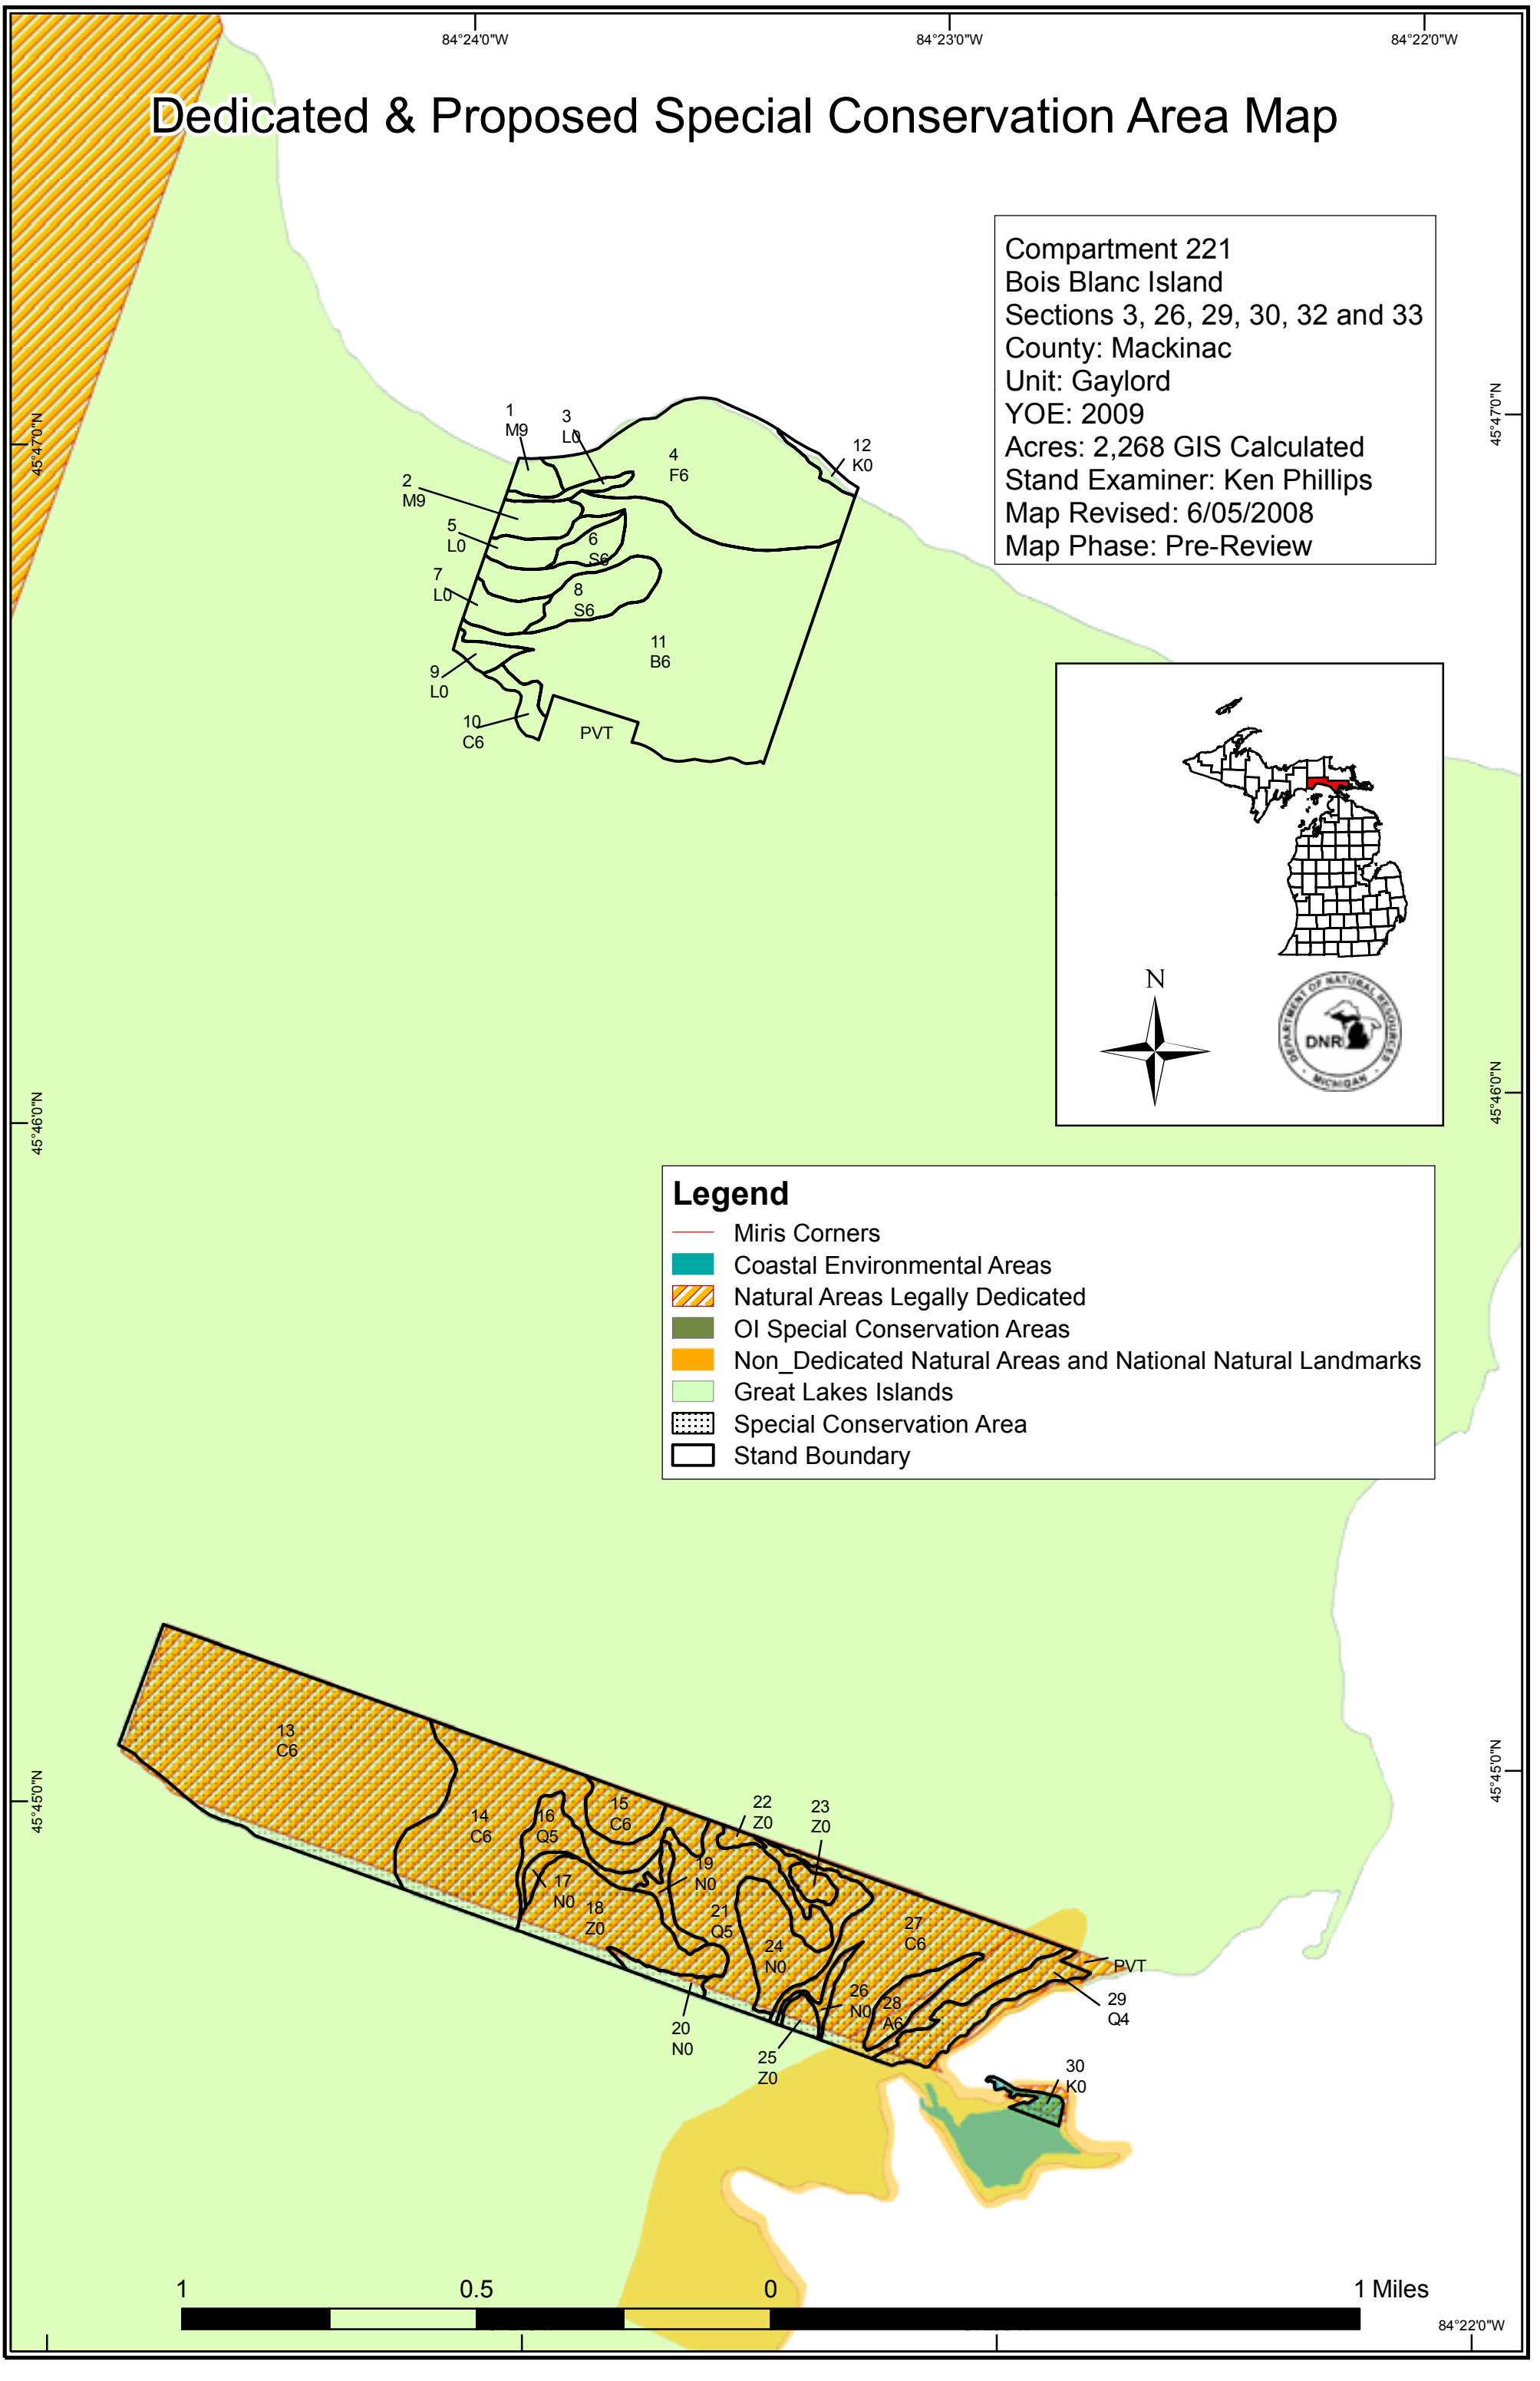 84°24'0"W
84°23'0"W
84°22'0"W
Dedicated & Proposed Special Conservation Area Map
Compartment 221
Bois Blanc Island
Sections 3, 26, 29, 30, 32 and 33
County: Mackinac
Unit: Gaylord
YOE: 2009
Acres: 2,268 GIS Calculated
Stand Examiner: Ken Phillips
Map Revised: 6/05/2008
Map Phase: Pre-Review
45°47'0"N
45°47'0"N
1
M9
3
L0
4
F6
12
K0
2
M9
5
L0
6
S6
7
L0
8
S6
11
B6
9
L0
10
C6
PVT
N
DEPARTMENT OF NATURAL RESOURCES
DNR
MICHIGAN
45°46'0"N
45°46'0"N
Legend
Miris Corners
Coastal Environmental Areas
Natural Areas Legally Dedicated
OI Special Conservation Areas
Non_Dedicated Natural Areas and National Natural Landmarks
Great Lakes Islands
Special Conservation Area
Stand Boundary
45°45'0"N
45°45'0"N
13
C6
14
C6
16
Q5
15
C6
22
Z0
23
Z0
17
N0
18
Z0
19
N0
21
Q5
24
N0
27
C6
PVT
26
N0
28
A6
29
Q4
20
N0
25
Z0
30
K0
1
0.5
0
1 Miles
84°22'0"W